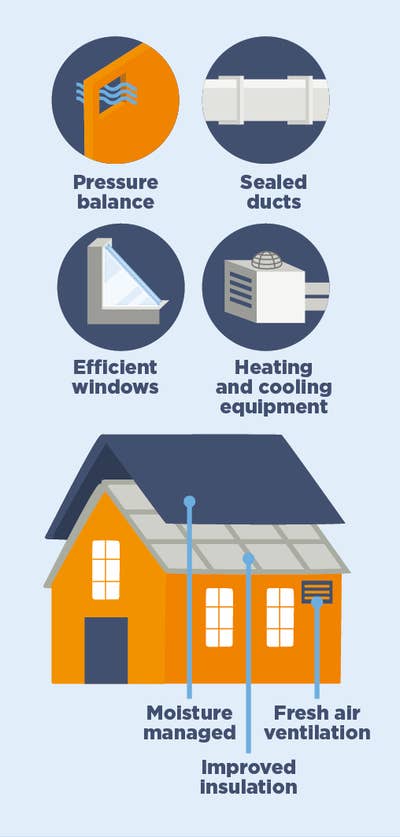 Pressure
balance
Sealed
ducts
Efficient
windows
Heating
and cooling
equipment
Moisture
managed
Fresh air
ventilation
Improved
insulation